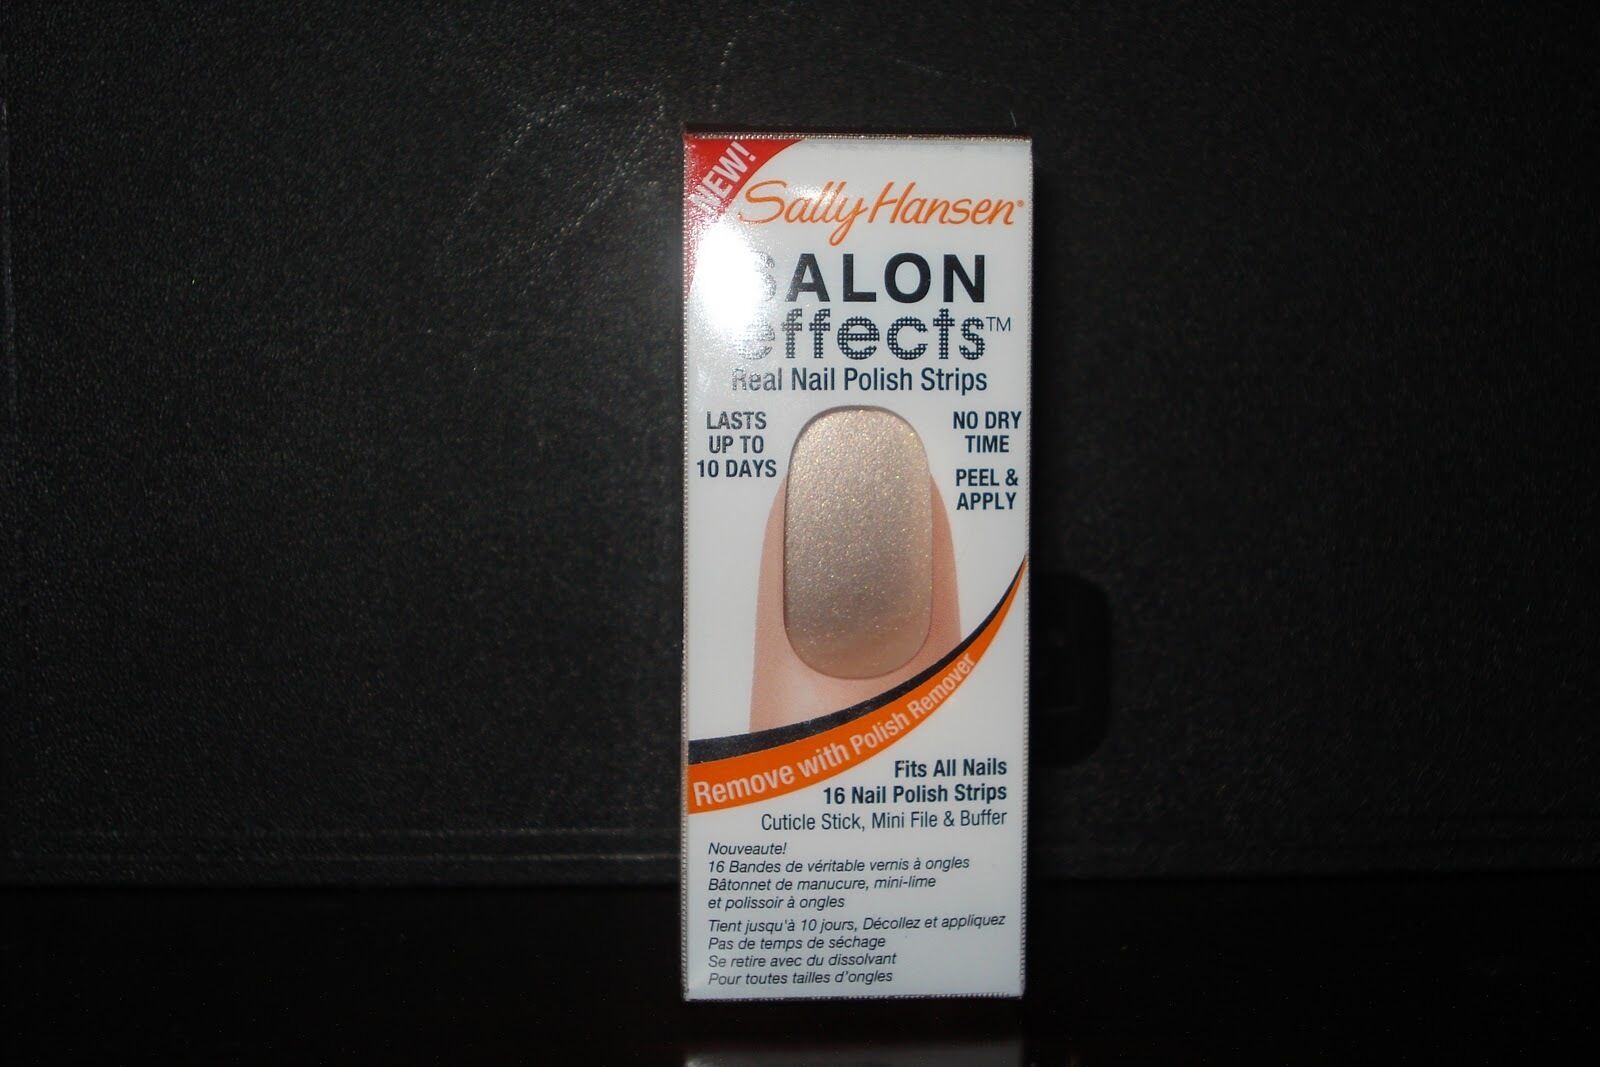 NEW!
Sally Hansen®
SALON
effects™
Real Nail Polish Strips
LASTS
UP TO
10 DAYS
NO DRY
TIME
PEEL &
APPLY
Remove with Polish Remover
Fits All Nails
16 Nail Polish Strips
Cuticle Stick, Mini File & Buffer
Nouveaute!
16 Bandes de véritable vernis à ongles
Bâtonnet de manucure, mini-lime
et polissoir à ongles
Tient jusqu'à 10 jours, Décollez et appliquez
Pas de temps de séchage
Se retire avec du dissolvant
Pour toutes tailles d'ongles